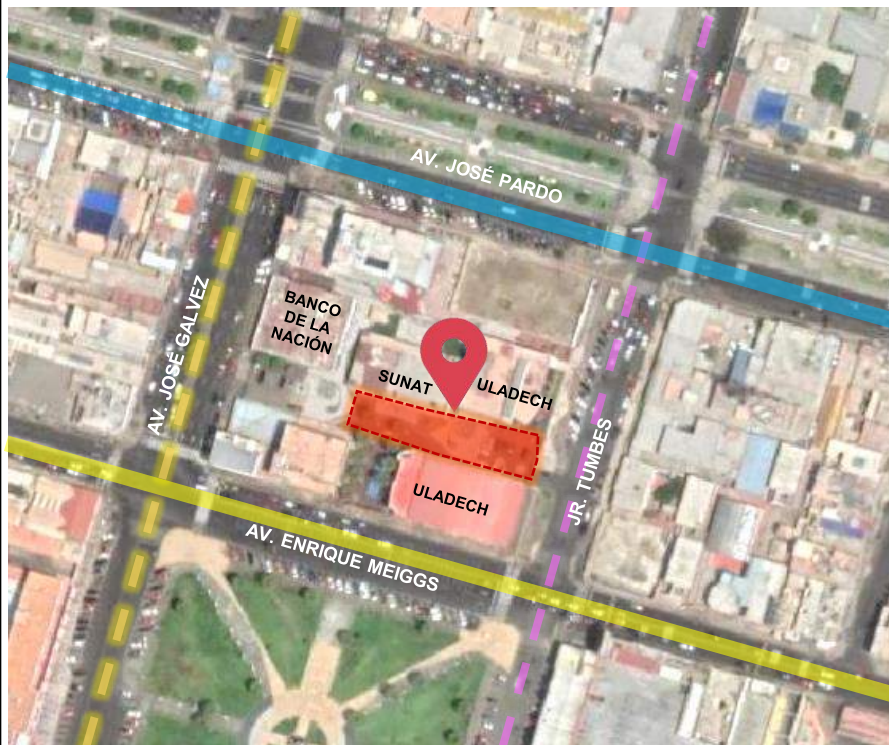 AV. JOSÉ PARDO
AV. JOSÉ GALVEZ
BANCO
DE LA
NACIÓN
SUNAT
ULADECH
ULADECH
JR. TUMBES
AV. ENRIQUE MEIGGS